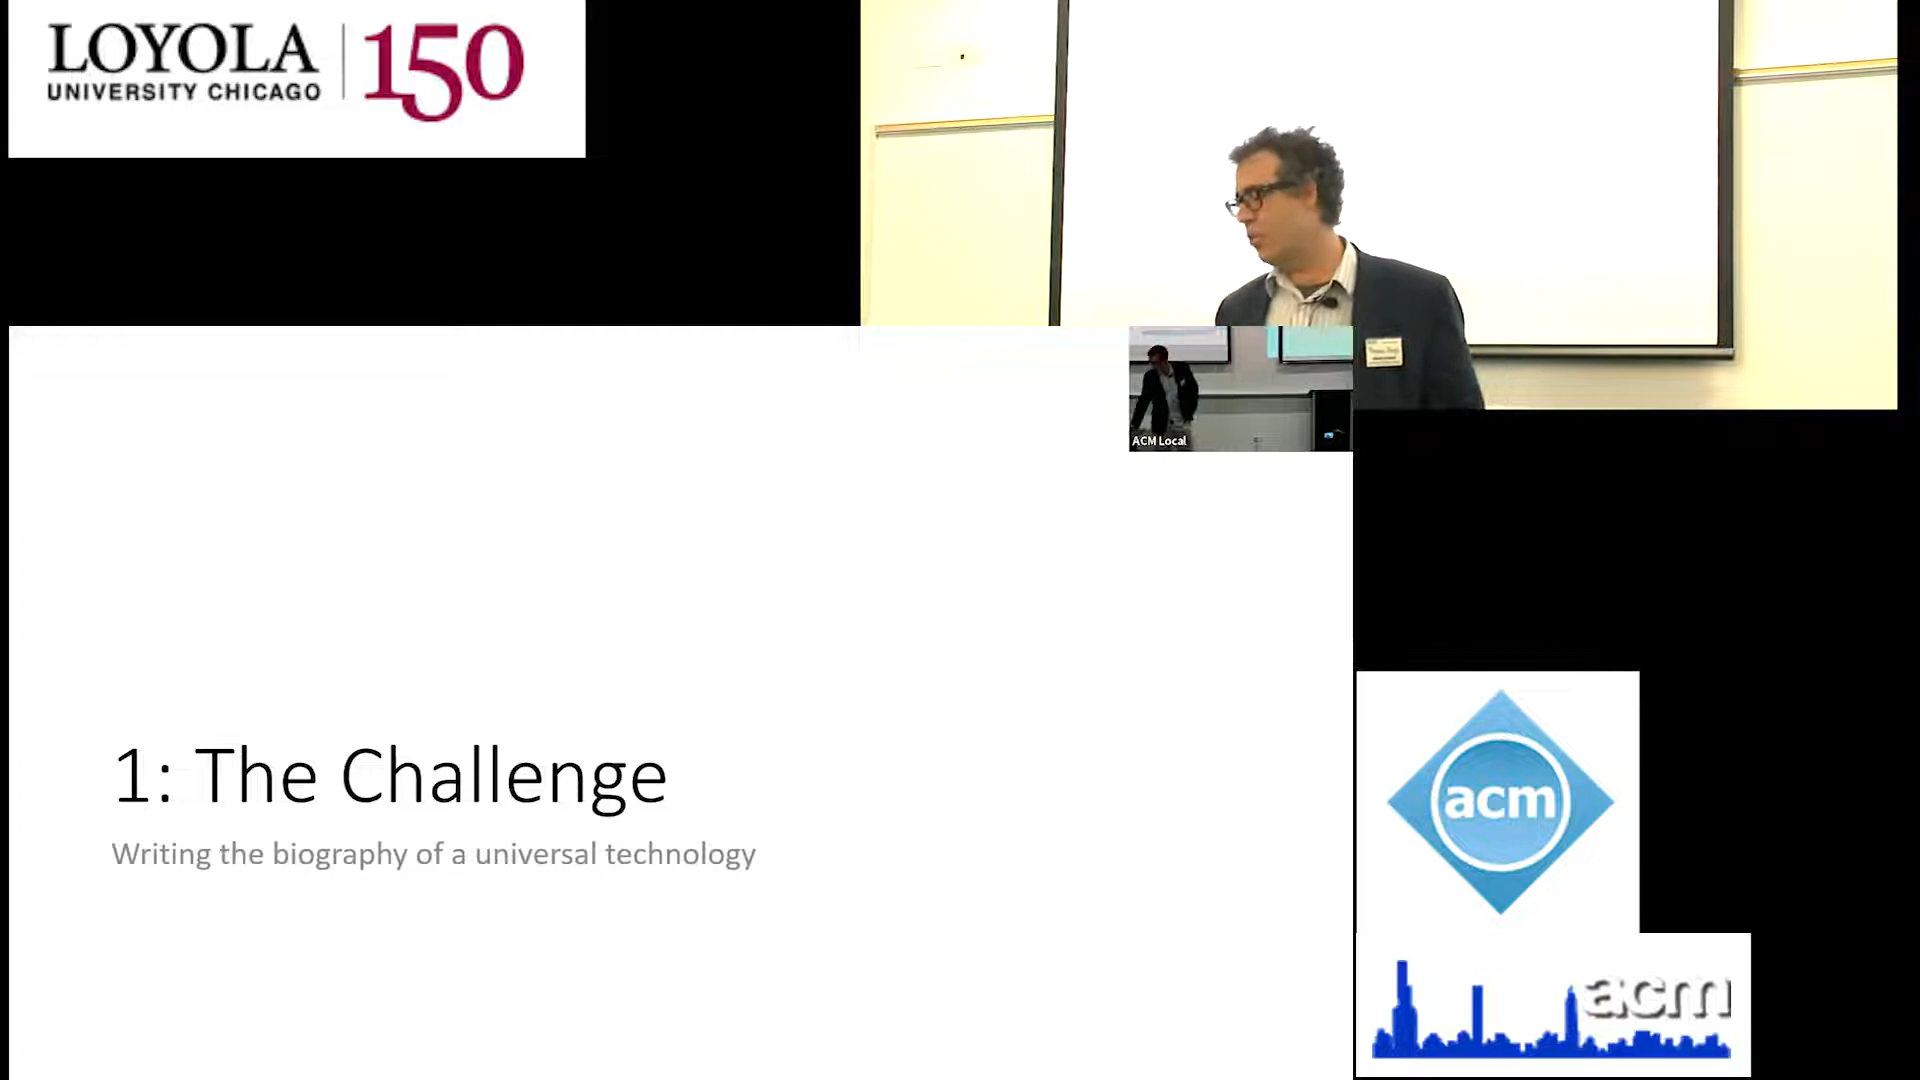 LOYOLA
UNIVERSITY CHICAGO
150
ACM Local
1: The Challenge
Writing the biography of a universal technology
acm
acm